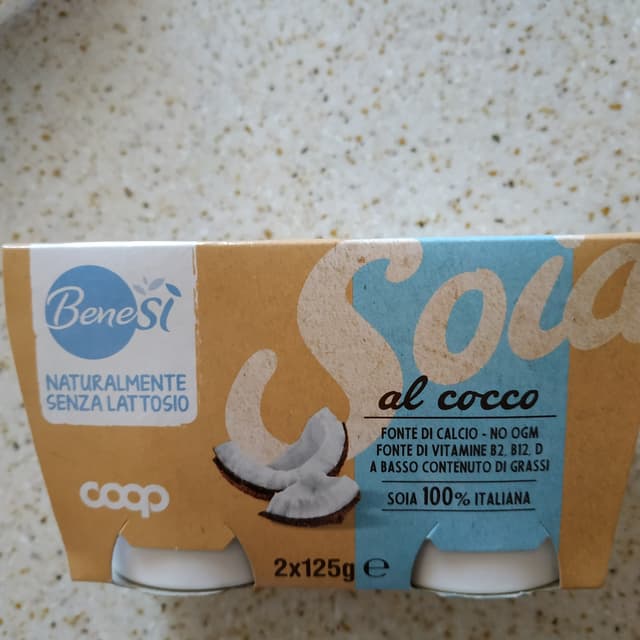 BeneSÌ
NATURALMENTE
SENZA LATTOSIO
coop
Soia
al cocco
FONTE DI CALCIO - NO OGM
FONTE DI VITAMINE B2, B12, D
A BASSO CONTENUTO DI GRASSI
SOIA 100% ITALIANA
2x125g ℮